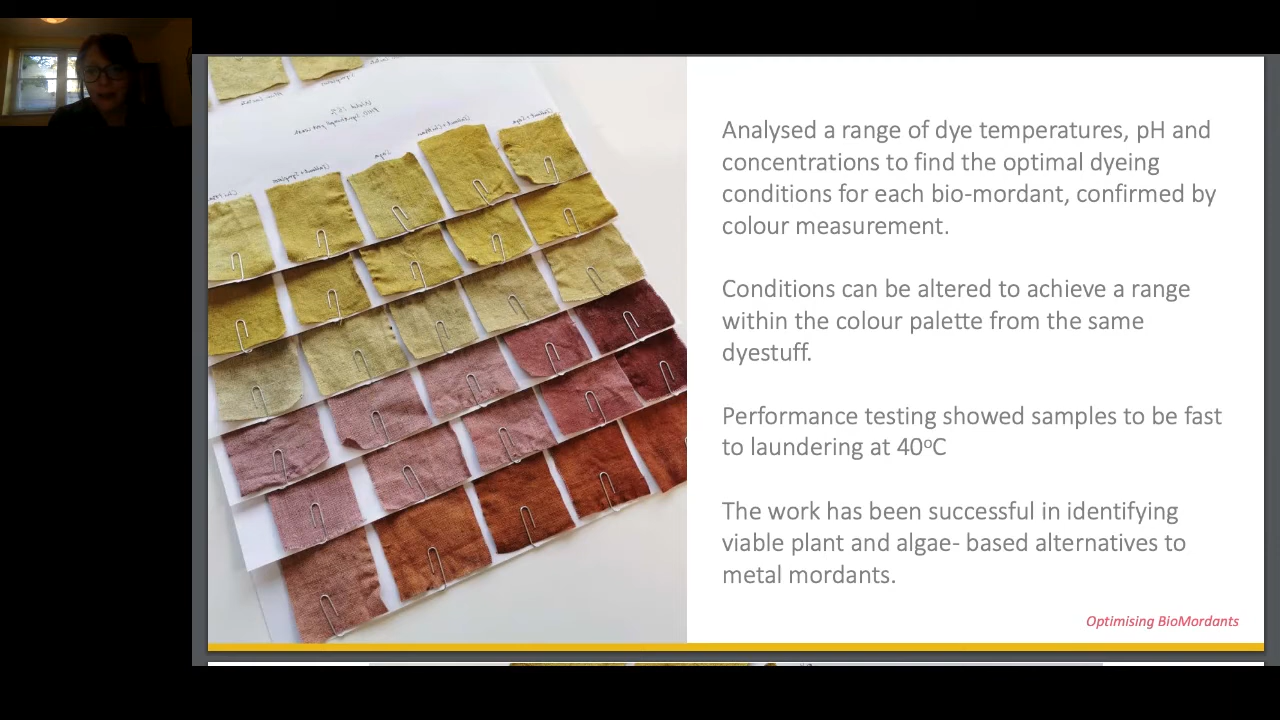 Analysed a range of dye temperatures, pH and
concentrations to find the optimal dyeing
conditions for each bio-mordant, confirmed by
colour measurement.
Conditions can be altered to achieve a range
within the colour palette from the same
dyestuff.
Performance testing showed samples to be fast
to laundering at 40ºC
The work has been successful in identifying
viable plant and algae- based alternatives to
metal mordants.
Optimising BioMordants